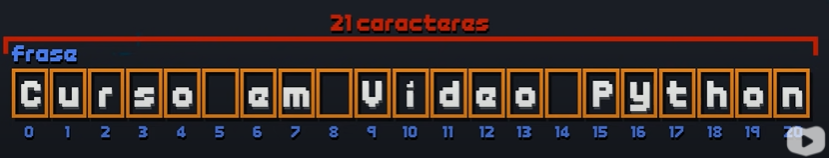 21 caracteres
frase
Curso em Vídeo Python
0 1 2 3 4 5 6 7 8 9 10 11 12 13 14 15 16 17 18 19 20